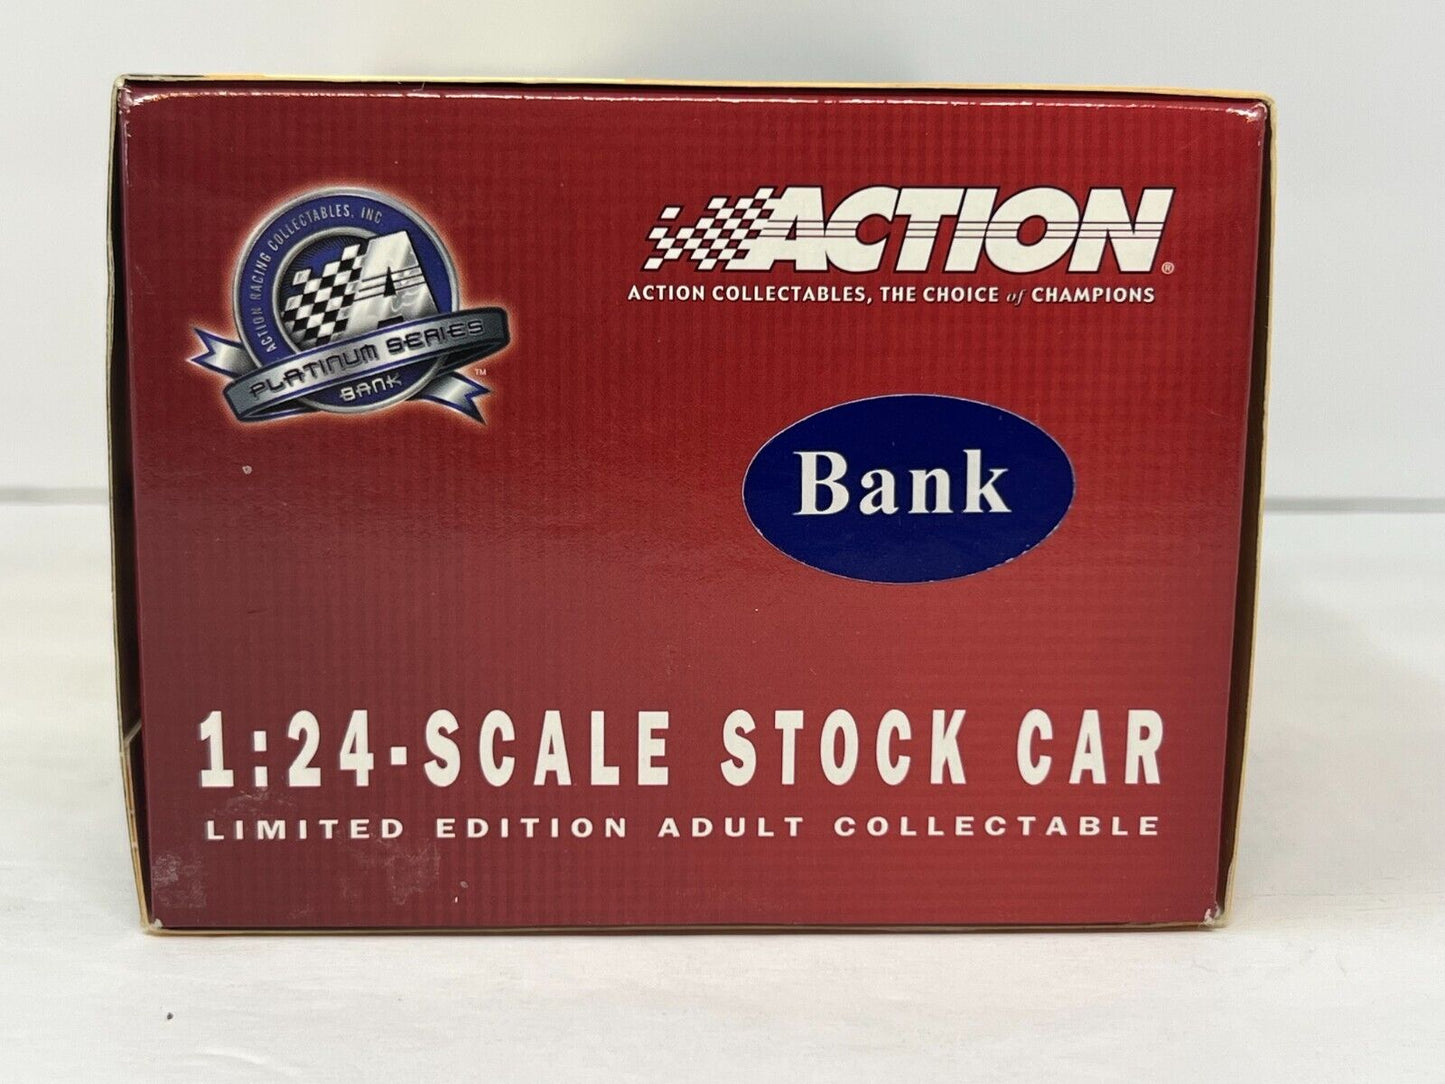 ACTION RACING COLLECTABLES, INC.
A
PLATINUM SERIES
BANK
™
ACTION®
ACTION COLLECTABLES, THE CHOICE of CHAMPIONS
Bank
1:24-SCALE STOCK CAR
LIMITED EDITION ADULT COLLECTABLE